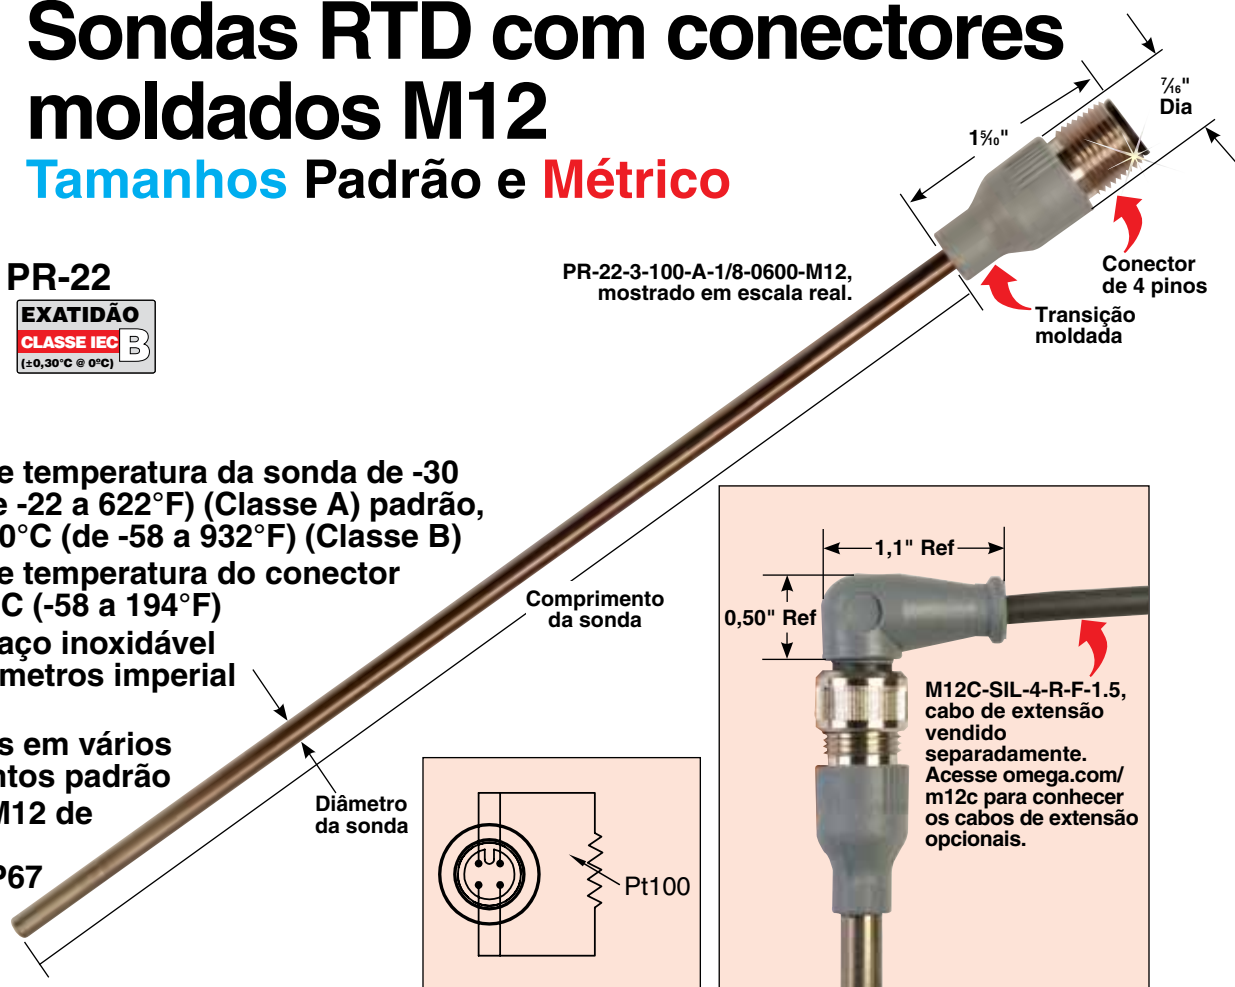 Sondas RTD com conectores
moldados M12
Tamanhos Padrão e Métrico
7⁄16"
Dia
1 5⁄10"
PR-22
EXATIDÃO
CLASSE IEC B
(±0,30°C @ 0ºC)
PR-22-3-100-A-1/8-0600-M12,
mostrado em escala real.
Conector
de 4 pinos
Transição
moldada
e temperatura da sonda de -30
e -22 a 622°F) (Classe A) padrão,
0°C (de -58 a 932°F) (Classe B)
e temperatura do conector
C (-58 a 194°F)
aço inoxidável
metros imperial
s em vários
ntos padrão
M12 de
P67
Comprimento
da sonda
Diâmetro
da sonda
Pt100
1,1" Ref
0,50" Ref
M12C-SIL-4-R-F-1.5,
cabo de extensão
vendido
separadamente.
Acesse omega.com/
m12c para conhecer
os cabos de extensão
opcionais.